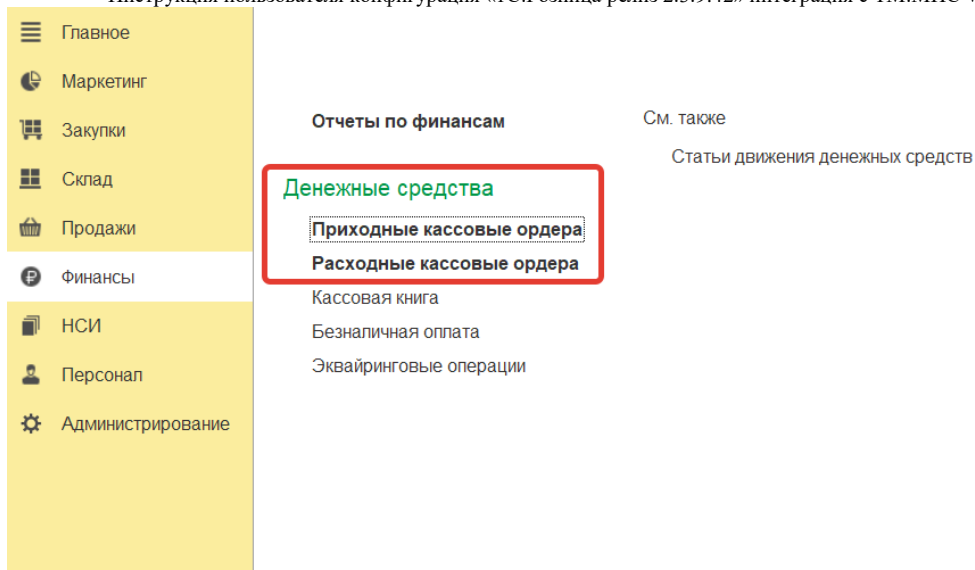 Главное
Маркетинг
Закупки
Склад
Продажи
Финансы
НСИ
Персонал
Администрирование
Отчеты по финансам
Денежные средства
Приходные кассовые ордера
Расходные кассовые ордера
Кассовая книга
Безналичная оплата
Эквайринговые операции
См. также
Статьи движения денежных средств